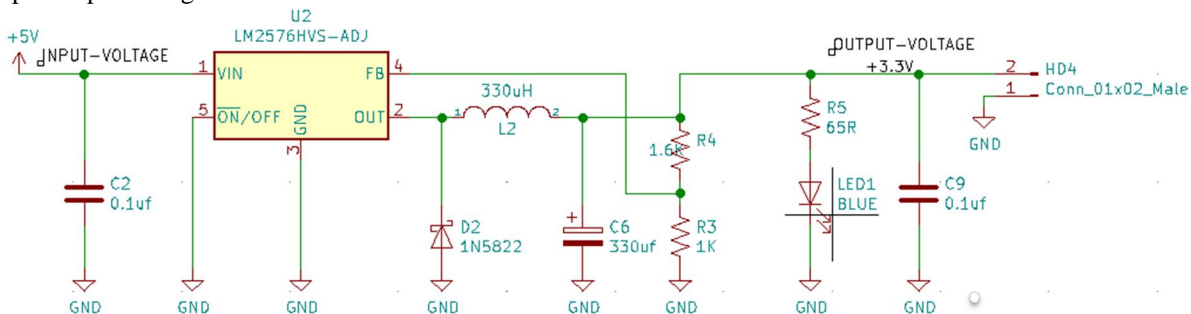 U2
LM2576HVS-ADJ
+5V
INPUT-VOLTAGE
1 VIN
FB 4
5 ON/OFF
GND
OUT 2
3
330uH
1 2
L2
OUTPUT-VOLTAGE
+3.3V
2 HD4
1 Conn_01x02_Male
GND
R5
65R
1.6K R4
C2
0.1uf
D2
1N5822
+
C6
330uf
R3
1K
LED1
BLUE
C9
0.1uf
GND GND GND GND GND GND GND GND